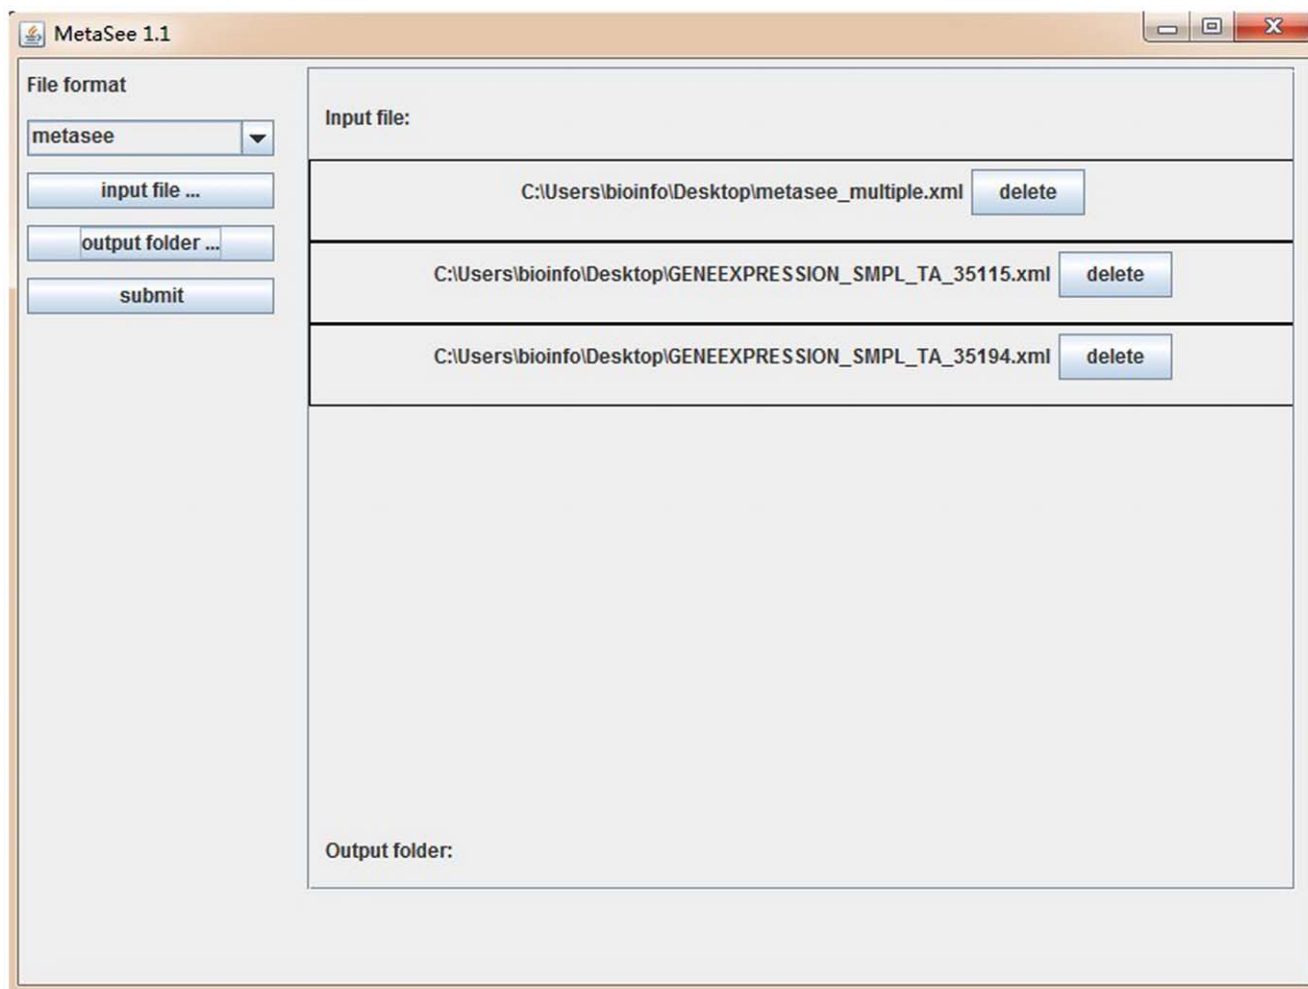 MetaSee 1.1
File format
metasee
input file ...
output folder ...
submit
Input file:
C:\Users\bioinfo\Desktop\metasee_multiple.xml delete
C:\Users\bioinfo\Desktop\GENEEXPRESSION_SMPL_TA_35115.xml delete
C:\Users\bioinfo\Desktop\GENEEXPRESSION_SMPL_TA_35194.xml delete
Output folder: